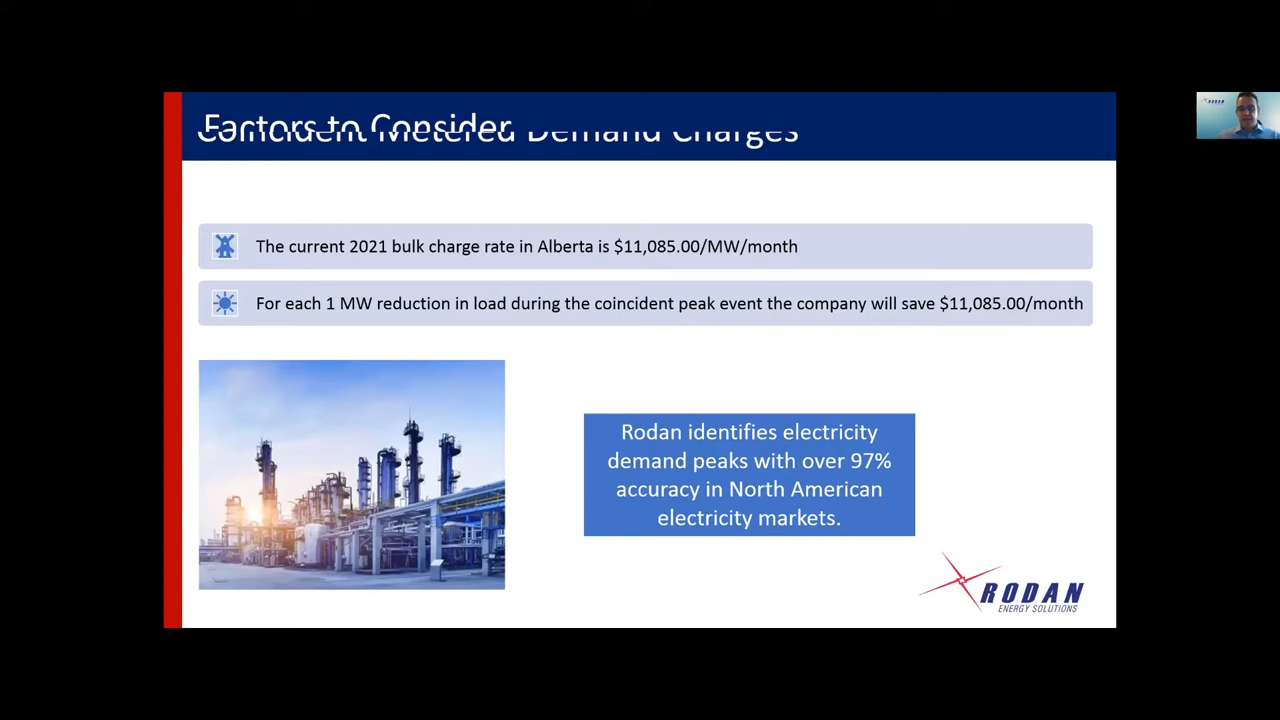 Factors to Consider
Coincident Metered Demand Charges
The current 2021 bulk charge rate in Alberta is $11,085.00/MW/month
For each 1 MW reduction in load during the coincident peak event the company will save $11,085.00/month
Rodan identifies electricity
demand peaks with over 97%
accuracy in North American
electricity markets.
RODAN
ENERGY SOLUTIONS
RODAN